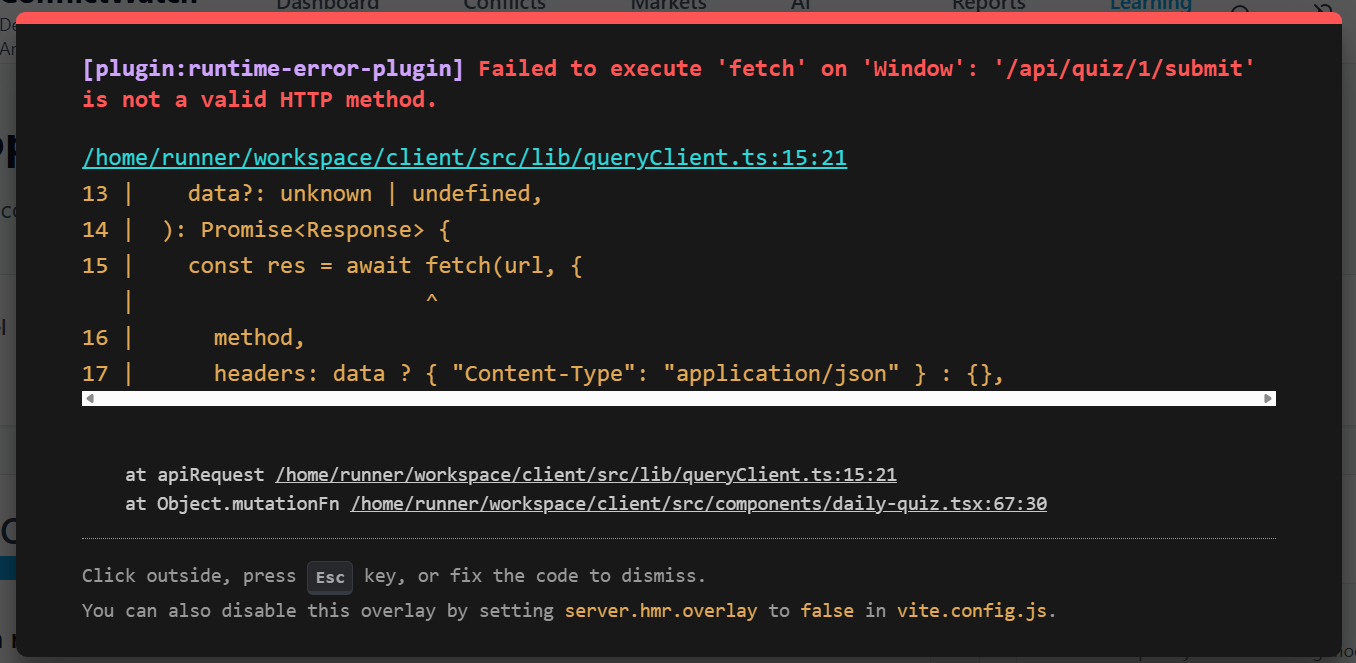 Dashboard Conflicts Markets AI Reports Learning
[plugin:runtime-error-plugin] Failed to execute 'fetch' on 'Window': '/api/quiz/1/submit'
is not a valid HTTP method.
/home/runner/workspace/client/src/lib/queryClient.ts:15:21
13 | data?: unknown | undefined,
14 | ): Promise<Response> {
15 | const res = await fetch(url, {
| ^
16 | method,
17 | headers: data ? { "Content-Type": "application/json" } : {},
at apiRequest /home/runner/workspace/client/src/lib/queryClient.ts:15:21
at Object.mutationFn /home/runner/workspace/client/src/components/daily-quiz.tsx:67:30
Click outside, press Esc key, or fix the code to dismiss.
You can also disable this overlay by setting server.hmr.overlay to false in vite.config.js.